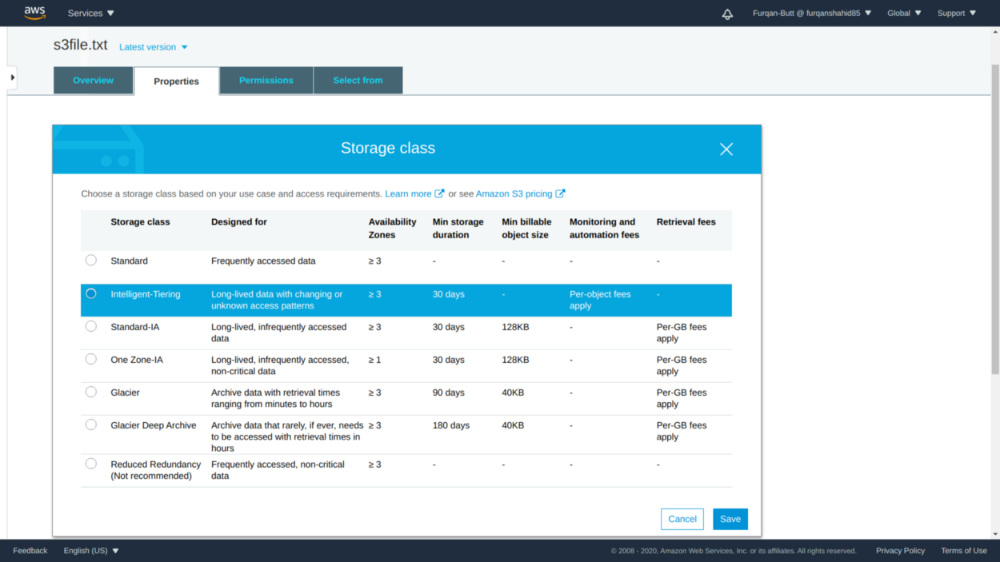 aws Services Furqan-Butt @ furqanshahid85 Global Support
s3file.txt Latest version
Overview Properties Permissions Select from
Storage class
Choose a storage class based on your use case and access requirements. Learn more or see Amazon S3 pricing
Storage class Designed for Availability Zones Min storage duration Min billable object size Monitoring and automation fees Retrieval fees
Standard Frequently accessed data ≥ 3 - - - -
Intelligent-Tiering Long-lived data with changing or unknown access patterns ≥ 3 30 days - Per-object fees apply -
Standard-IA Long-lived, infrequently accessed data ≥ 3 30 days 128KB - Per-GB fees apply
One Zone-IA Long-lived, infrequently accessed, non-critical data ≥ 1 30 days 128KB - Per-GB fees apply
Glacier Archive data with retrieval times ranging from minutes to hours ≥ 3 90 days 40KB - Per-GB fees apply
Glacier Deep Archive Archive data that rarely, if ever, needs to be accessed with retrieval times in hours ≥ 3 180 days 40KB - Per-GB fees apply
Reduced Redundancy (Not recommended) Frequently accessed, non-critical data ≥ 3 - - - -
Cancel Save
Feedback English (US) © 2008 - 2020, Amazon Web Services, Inc. or its affiliates. All rights reserved. Privacy Policy Terms of Use